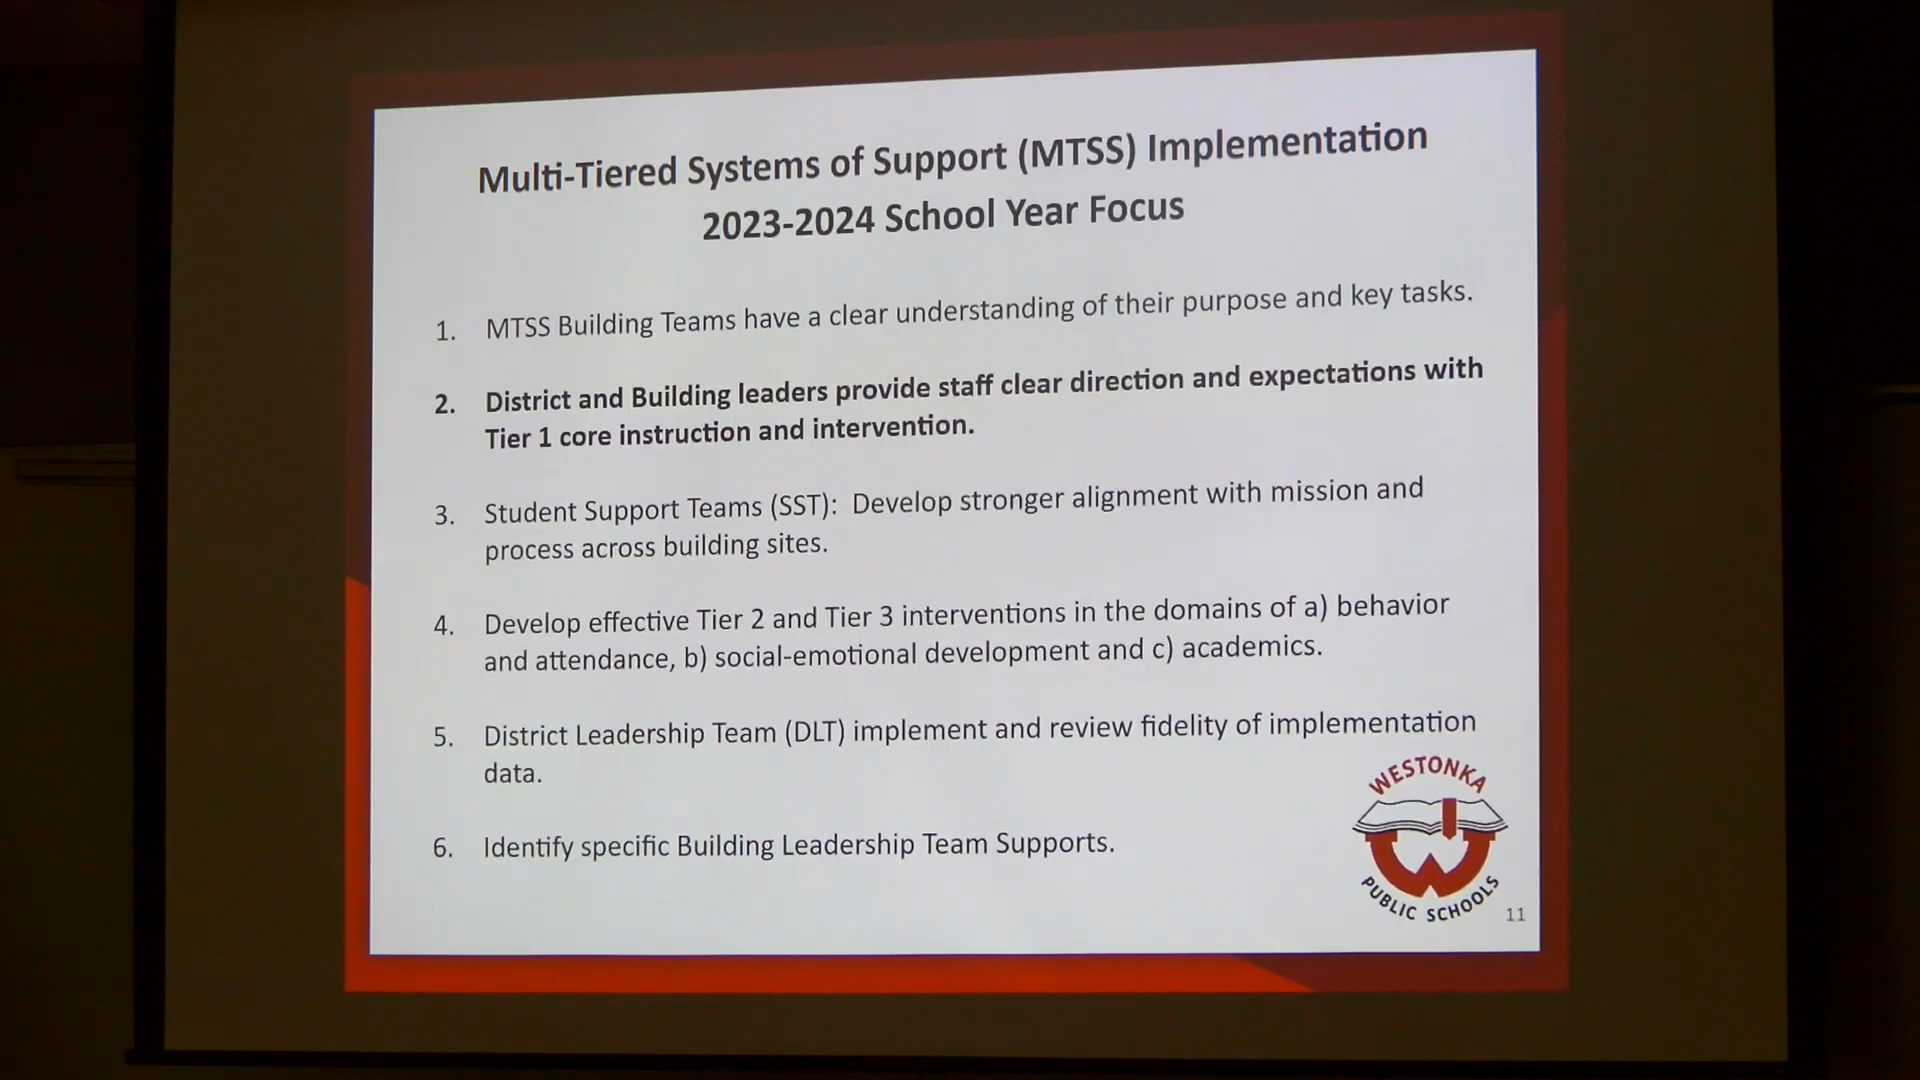 Multi-Tiered Systems of Support (MTSS) Implementation
2023-2024 School Year Focus
1. MTSS Building Teams have a clear understanding of their purpose and key tasks.
2. District and Building leaders provide staff clear direction and expectations with
Tier 1 core instruction and intervention.
3. Student Support Teams (SST): Develop stronger alignment with mission and
process across building sites.
4. Develop effective Tier 2 and Tier 3 interventions in the domains of a) behavior
and attendance, b) social-emotional development and c) academics.
5. District Leadership Team (DLT) implement and review fidelity of implementation
data.
6. Identify specific Building Leadership Team Supports.
WESTONKA
W
PUBLIC SCHOOLS
11